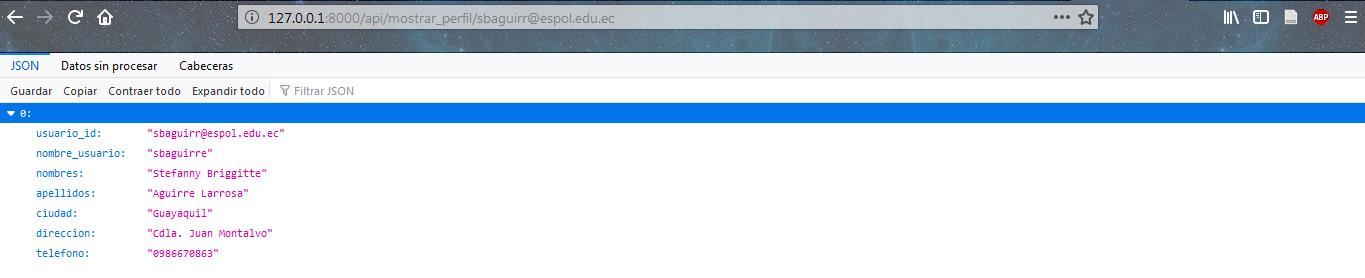 127.0.0.1:8000/api/mostrar_perfil/sbaguirr@espol.edu.ec
ABP
JSON Datos sin procesar Cabeceras
Guardar Copiar Contraer todo Expandir todo Filtrar JSON
0:
usuario_id: "sbaguirr@espol.edu.ec"
nombre_usuario: "sbaguirre"
nombres: "Stefanny Briggitte"
apellidos: "Aguirre Larrosa"
ciudad: "Guayaquil"
direccion: "Cdla. Juan Montalvo"
telefono: "0986670863"